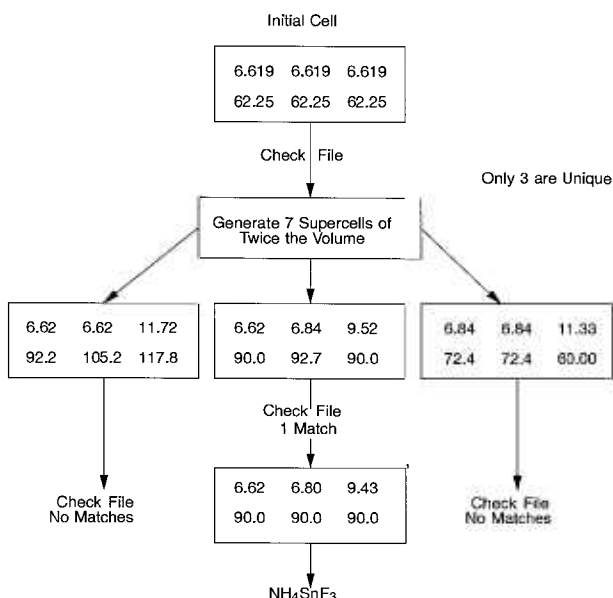 Initial Cell
6.619 6.619 6.619
62.25 62.25 62.25
Check File
Only 3 are Unique
Generate 7 Supercells of
Twice the Volume
6.62 6.62 11.72
92.2 105.2 117.8
6.62 6.84 9.52
90.0 92.7 90.0
6.84 6.84 11.33
72.4 72.4 60.00
Check File
1 Match
6.62 6.80 9.43
90.0 90.0 90.0
Check File
No Matches
Check File
No Matches
NH₄SnF₃